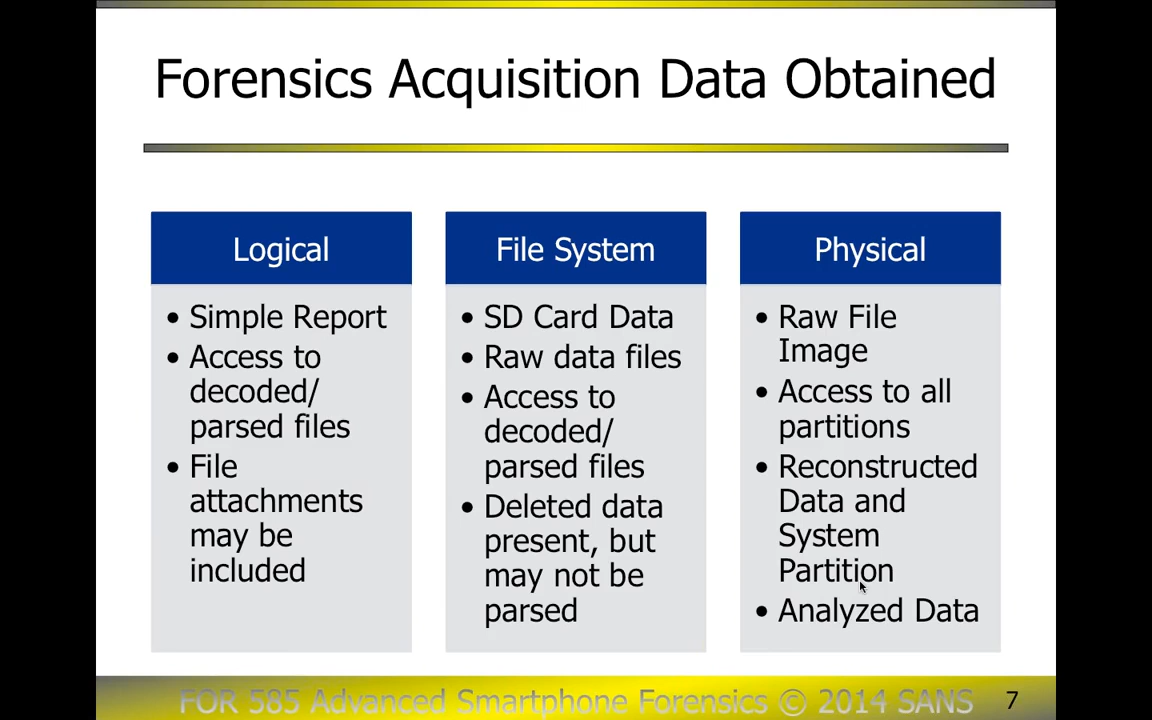 Forensics Acquisition Data Obtained
Logical
• Simple Report
• Access to
decoded/
parsed files
• File
attachments
may be
included
File System
• SD Card Data
• Raw data files
• Access to
decoded/
parsed files
• Deleted data
present, but
may not be
parsed
Physical
• Raw File
Image
• Access to all
partitions
• Reconstructed
Data and
System
Partition
• Analyzed Data
FOR 585 Advanced Smartphone Forensics © 2014 SANS
7